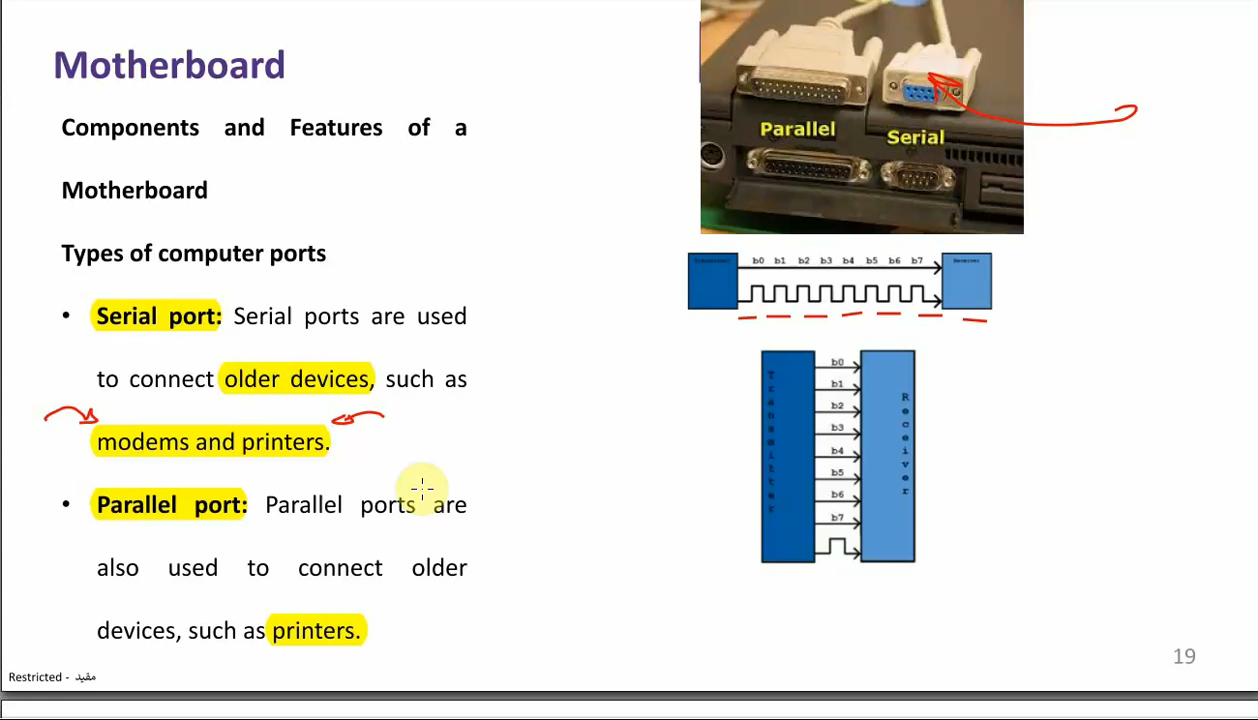 Motherboard
Components and Features of a
Motherboard
Types of computer ports
• Serial port: Serial ports are used
to connect older devices, such as
modems and printers.
• Parallel port: Parallel ports are
also used to connect older
devices, such as printers.
Parallel
Serial
b0 b1 b2 b3 b4 b5 b6 b7
Receiver
Transmitter
b0
b1
b2
b3
b4
b5
b6
b7
Receiver
19
Restricted - مقيد